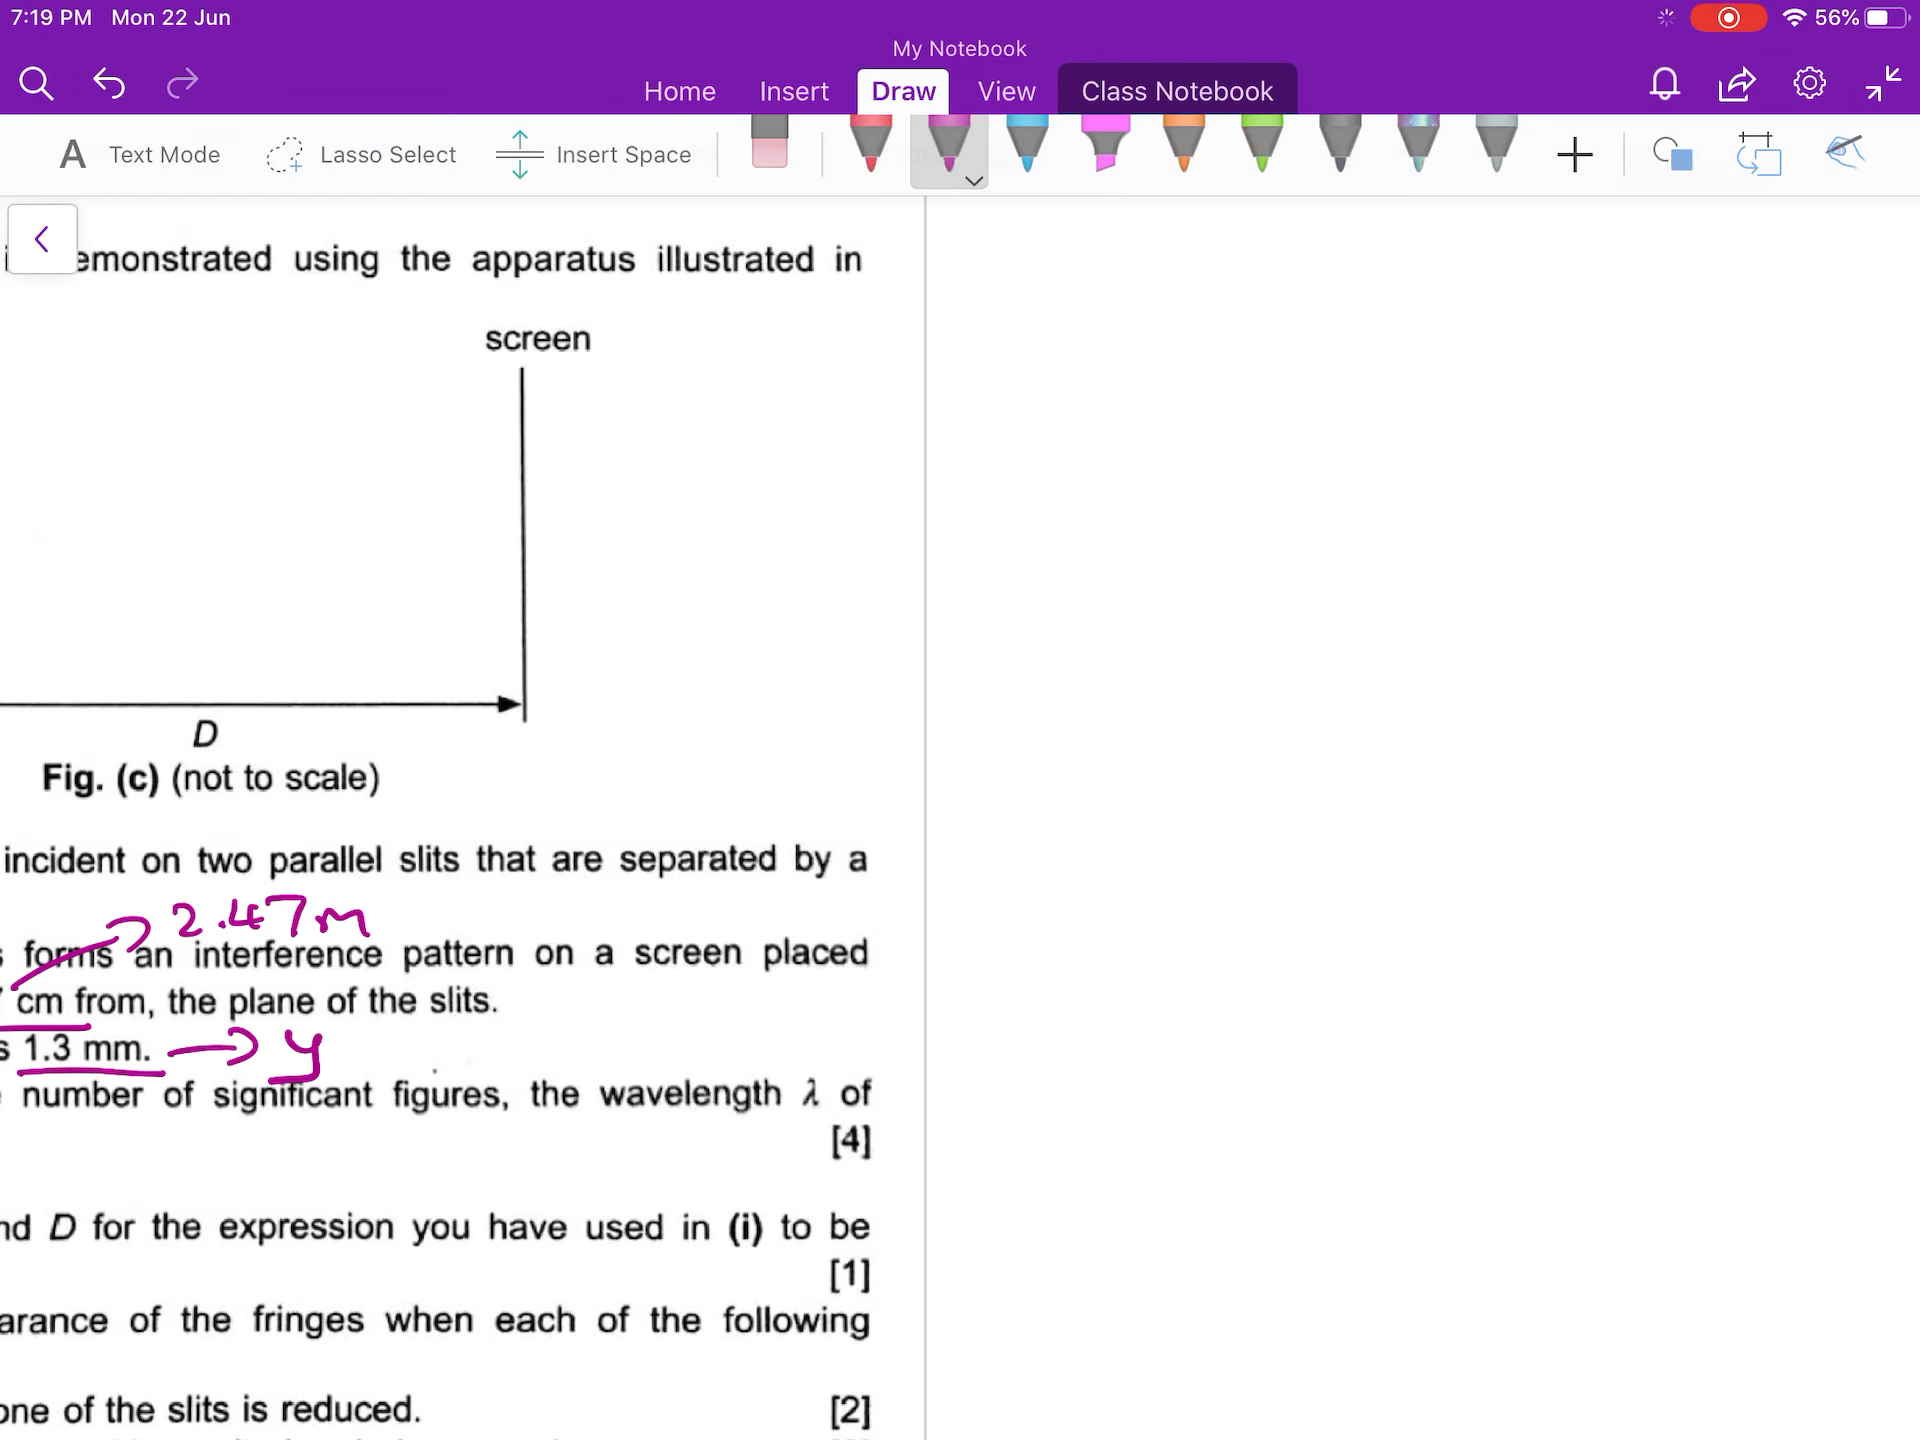 7:19 PM Mon 22 Jun
56%
My Notebook
Home Insert Draw View Class Notebook
A Text Mode Lasso Select Insert Space
emonstrated using the apparatus illustrated in
screen
D
Fig. (c) (not to scale)
incident on two parallel slits that are separated by a
2.47m
s forms an interference pattern on a screen placed
cm from, the plane of the slits.
s 1.3 mm. y
number of significant figures, the wavelength λ of
[4]
nd D for the expression you have used in (i) to be
[1]
arance of the fringes when each of the following
one of the slits is reduced. [2]